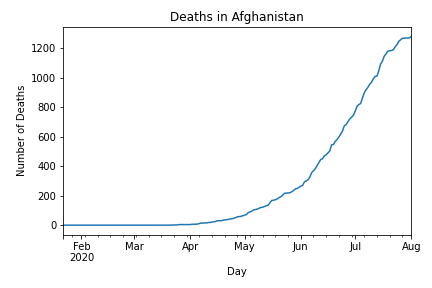 Deaths in Afghanistan
Number of Deaths
1200
1000
800
600
400
200
0
Feb
2020
Mar
Apr
May
Jun
Jul
Aug
Day